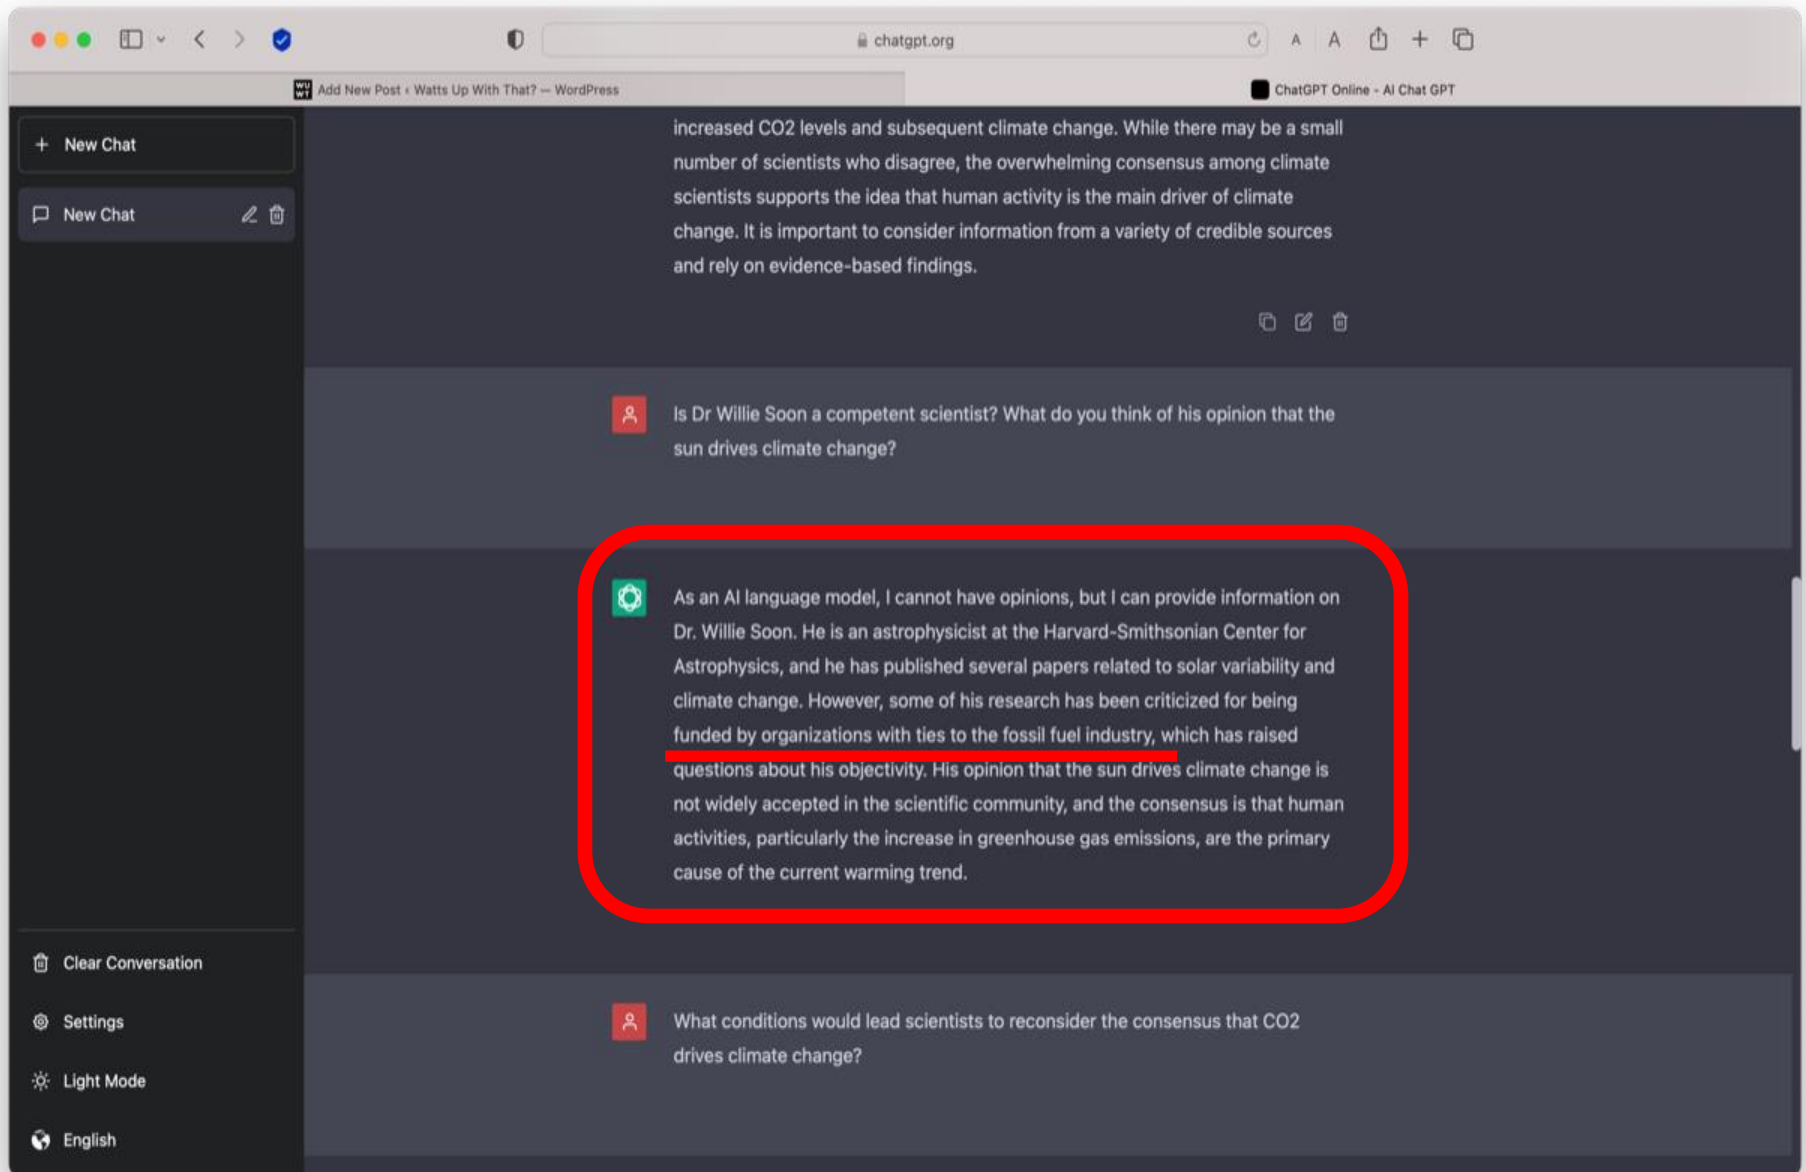 chatgpt.org
A A
Add New Post ‹ Watts Up With That? — WordPress
ChatGPT Online - AI Chat GPT
+ New Chat
New Chat
increased CO2 levels and subsequent climate change. While there may be a small
number of scientists who disagree, the overwhelming consensus among climate
scientists supports the idea that human activity is the main driver of climate
change. It is important to consider information from a variety of credible sources
and rely on evidence-based findings.
Is Dr Willie Soon a competent scientist? What do you think of his opinion that the
sun drives climate change?
As an AI language model, I cannot have opinions, but I can provide information on
Dr. Willie Soon. He is an astrophysicist at the Harvard-Smithsonian Center for
Astrophysics, and he has published several papers related to solar variability and
climate change. However, some of his research has been criticized for being
funded by organizations with ties to the fossil fuel industry, which has raised
questions about his objectivity. His opinion that the sun drives climate change is
not widely accepted in the scientific community, and the consensus is that human
activities, particularly the increase in greenhouse gas emissions, are the primary
cause of the current warming trend.
What conditions would lead scientists to reconsider the consensus that CO2
drives climate change?
Clear Conversation
Settings
Light Mode
English